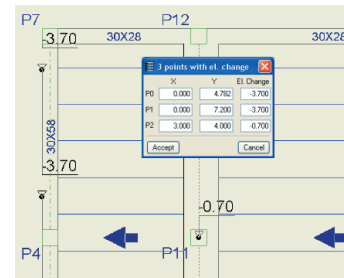 P7
P12
-3.70
30X28
30X28
3 points with el. change
X Y El. Change
P0 0.000 4.782 -3.700
P1 0.000 7.200 -3.700
P2 3.000 4.000 -0.700
Accept Cancel
30X58
-3.70
-0.70
P4
P11